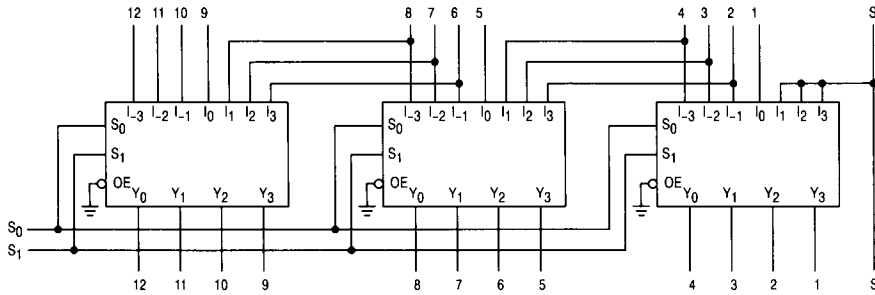 12 11 10 9 8 7 6 5 4 3 2 1 S
I-3 I-2 I-1 I0 I1 I2 I3 I-3 I-2 I-1 I0 I1 I2 I3 I-3 I-2 I-1 I0 I1 I2 I3
S0 S0 S0
S1 S1 S1
OE OE OE
Y0 Y1 Y2 Y3 Y0 Y1 Y2 Y3 Y0 Y1 Y2 Y3
S0
S1
12 11 10 9 8 7 6 5 4 3 2 1 S